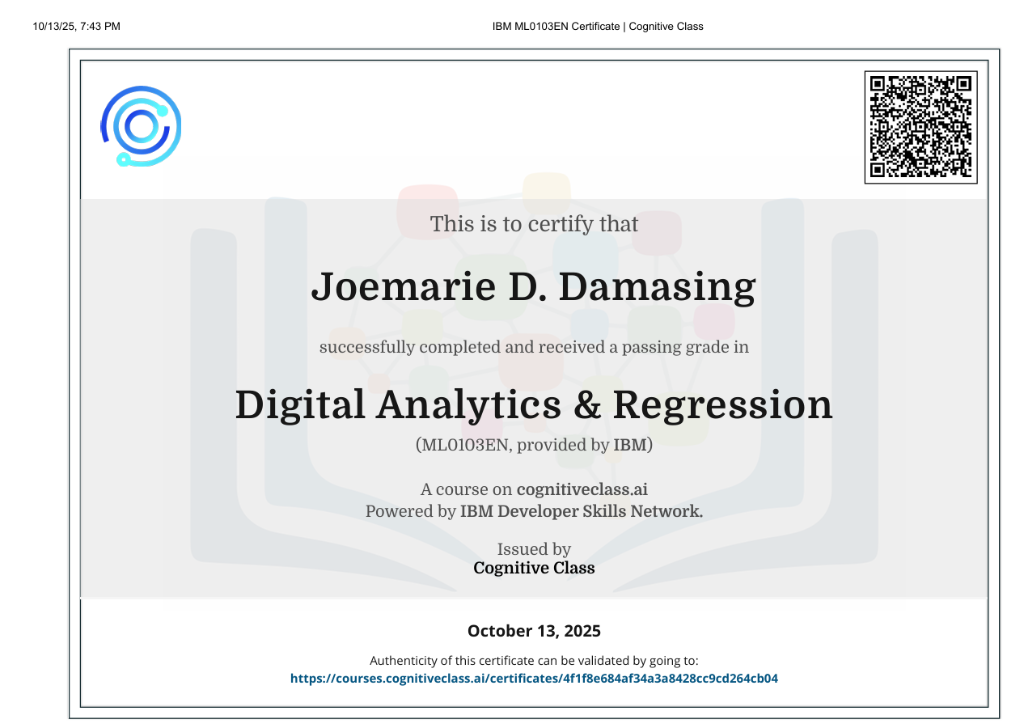 10/13/25, 7:43 PM
IBM ML0103EN Certificate | Cognitive Class
This is to certify that
Joemarie D. Damasing
successfully completed and received a passing grade in
Digital Analytics & Regression
(ML0103EN, provided by IBM)
A course on cognitiveclass.ai
Powered by IBM Developer Skills Network.
Issued by
Cognitive Class
October 13, 2025
Authenticity of this certificate can be validated by going to:
https://courses.cognitiveclass.ai/certificates/4f1f8e684af34a3a8428cc9cd264cb04